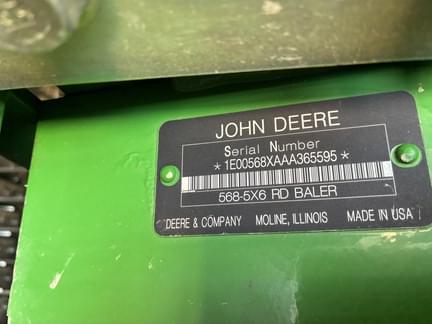 JOHN DEERE
Serial Number
*1E00568XAAA365595*
568-5X6 RD BALER
DEERE & COMPANY MOLINE, ILLINOIS MADE IN USA